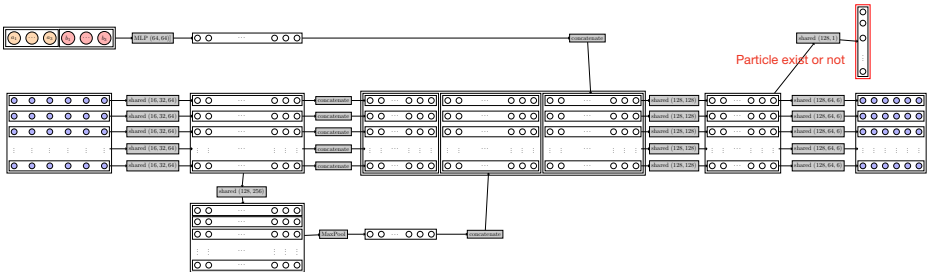 a₁ ⋯ a₄ b₁ ⋯ b₄
MLP (64, 64)]
⋯
concatenate
shared (128, 1)
⋮
Particle exist or not
shared (16, 32, 64) ⋯ concatenate ⋯ ⋯ ⋯ shared (128, 128) ⋯ shared (128, 64, 6)
shared (16, 32, 64) concatenate shared (128, 128) shared (128, 64, 6)
shared (16, 32, 64) ⋯ concatenate ⋯ ⋯ ⋯ shared (128, 128) ⋯ shared (128, 64, 6)
shared (16, 32, 64) concatenate shared (128, 128) shared (128, 64, 6)
shared (16, 32, 64) ⋯ concatenate ⋯ ⋯ ⋯ shared (128, 128) ⋯ shared (128, 64, 6)
shared (128, 256)
MaxPool
⋯
concatenate